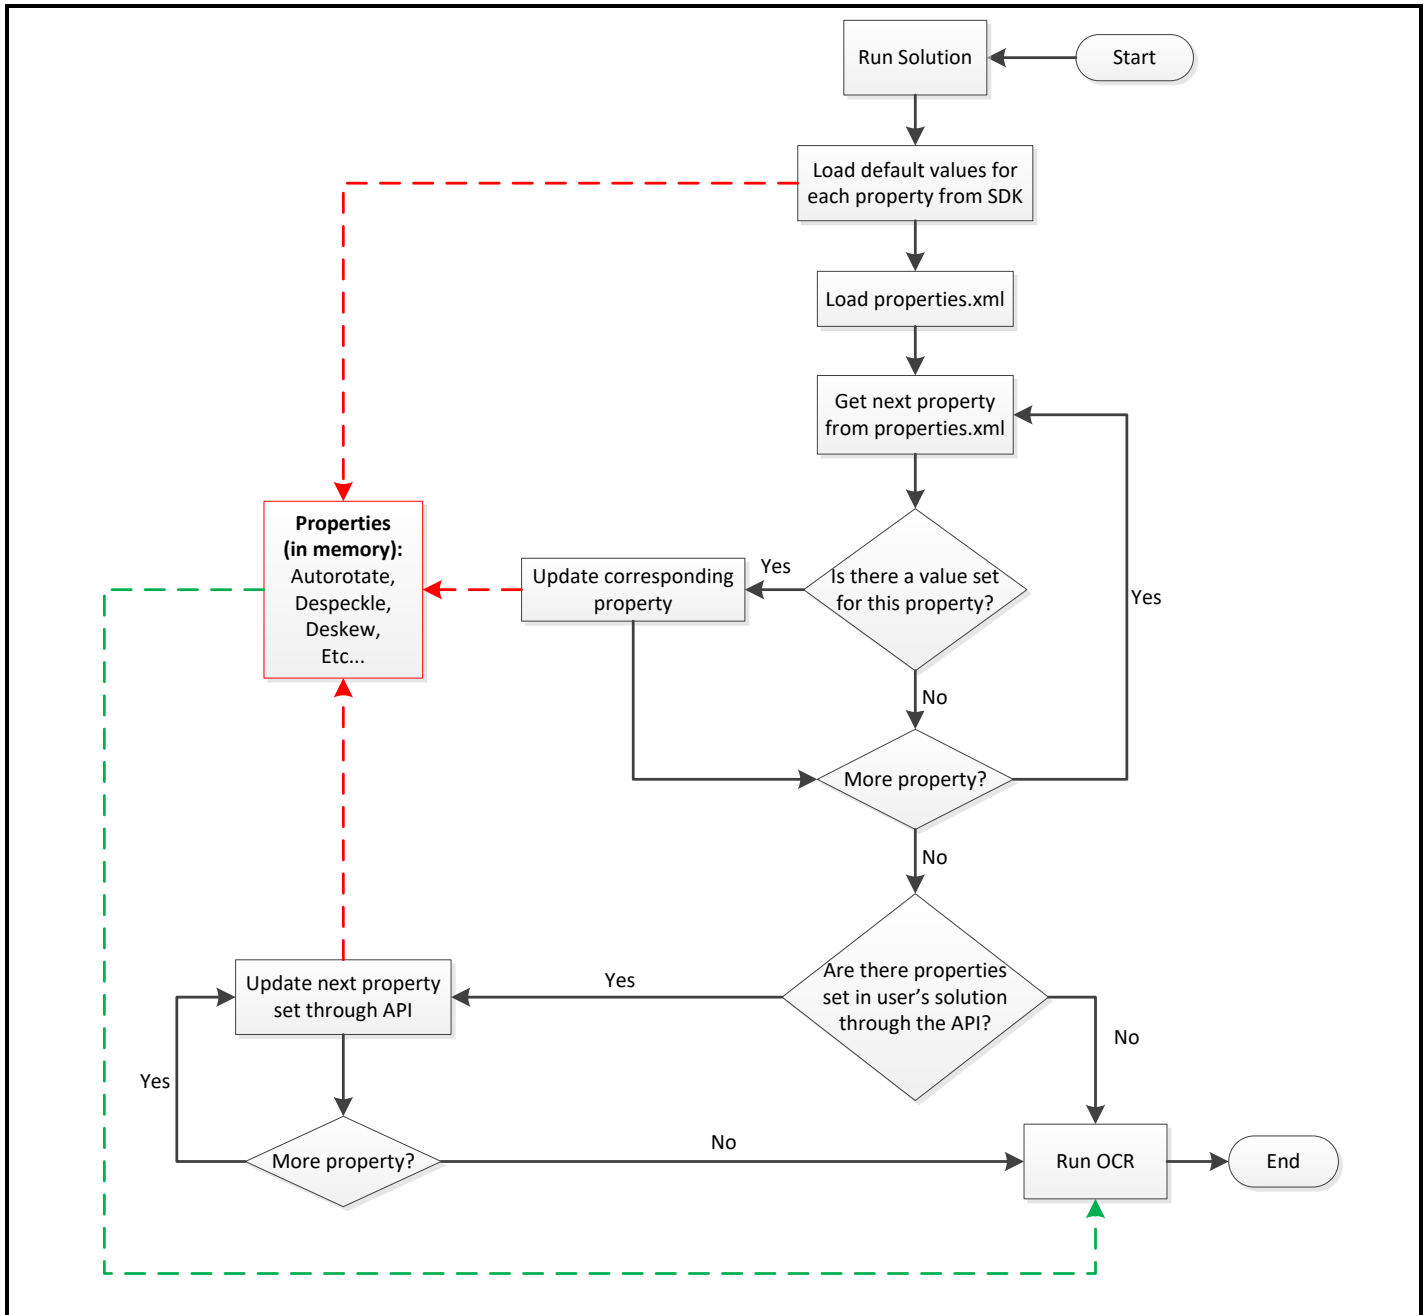 Run Solution
Start
Load default values for
each property from SDK
Load properties.xml
Get next property
from properties.xml
Properties
(in memory):
Autorotate,
Despeckle,
Deskew,
Etc...
Update corresponding
property
Yes
Is there a value set
for this property?
Yes
No
More property?
No
Update next property
set through API
Yes
Are there properties
set in user's solution
through the API?
No
Yes
More property?
No
Run OCR
End